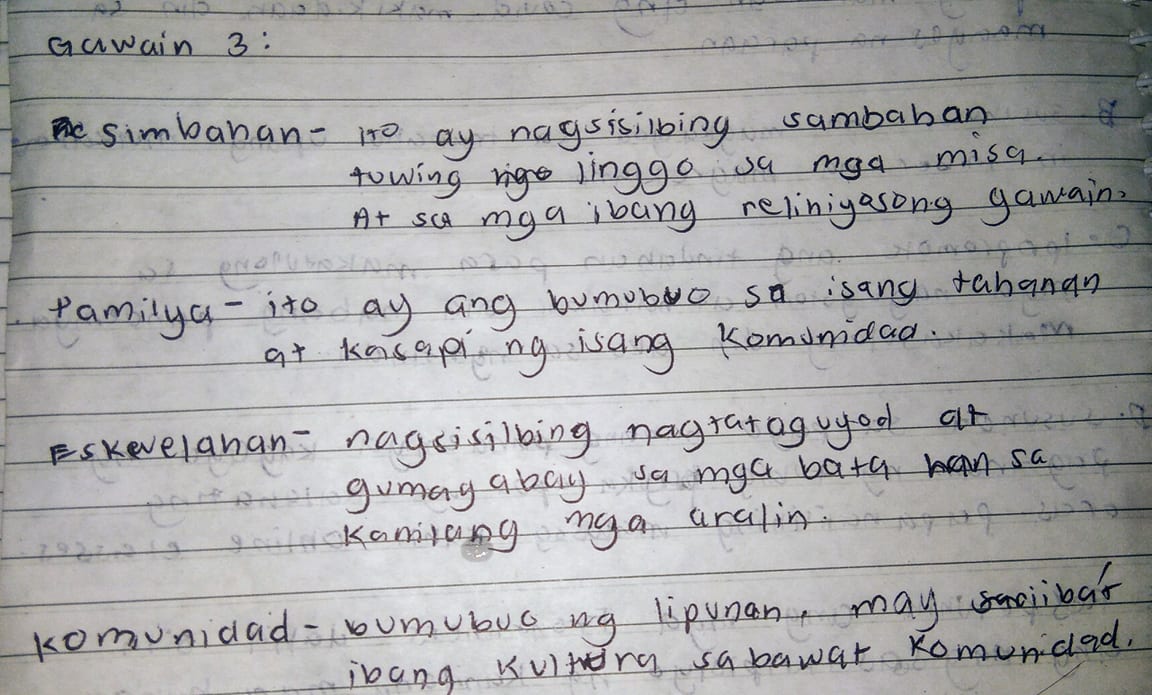 Gawain 3:
simbahan- ito ay nagsisilbing sambahan
tuwing linggo sa mga misa.
At sa mga ibang reliniyasong gawain.
Pamilya- ito ay ang bumubuo sa isang tahanan
at kasapi ng isang Komunidad.
Eskwelahan- nagsisilbing nagtataguyod at
gumagabay sa mga bata sa
kanilang mga aralin.
Komunidad- bumubuo ng lipunan, may
ibang kultura sa bawat Komunidad.